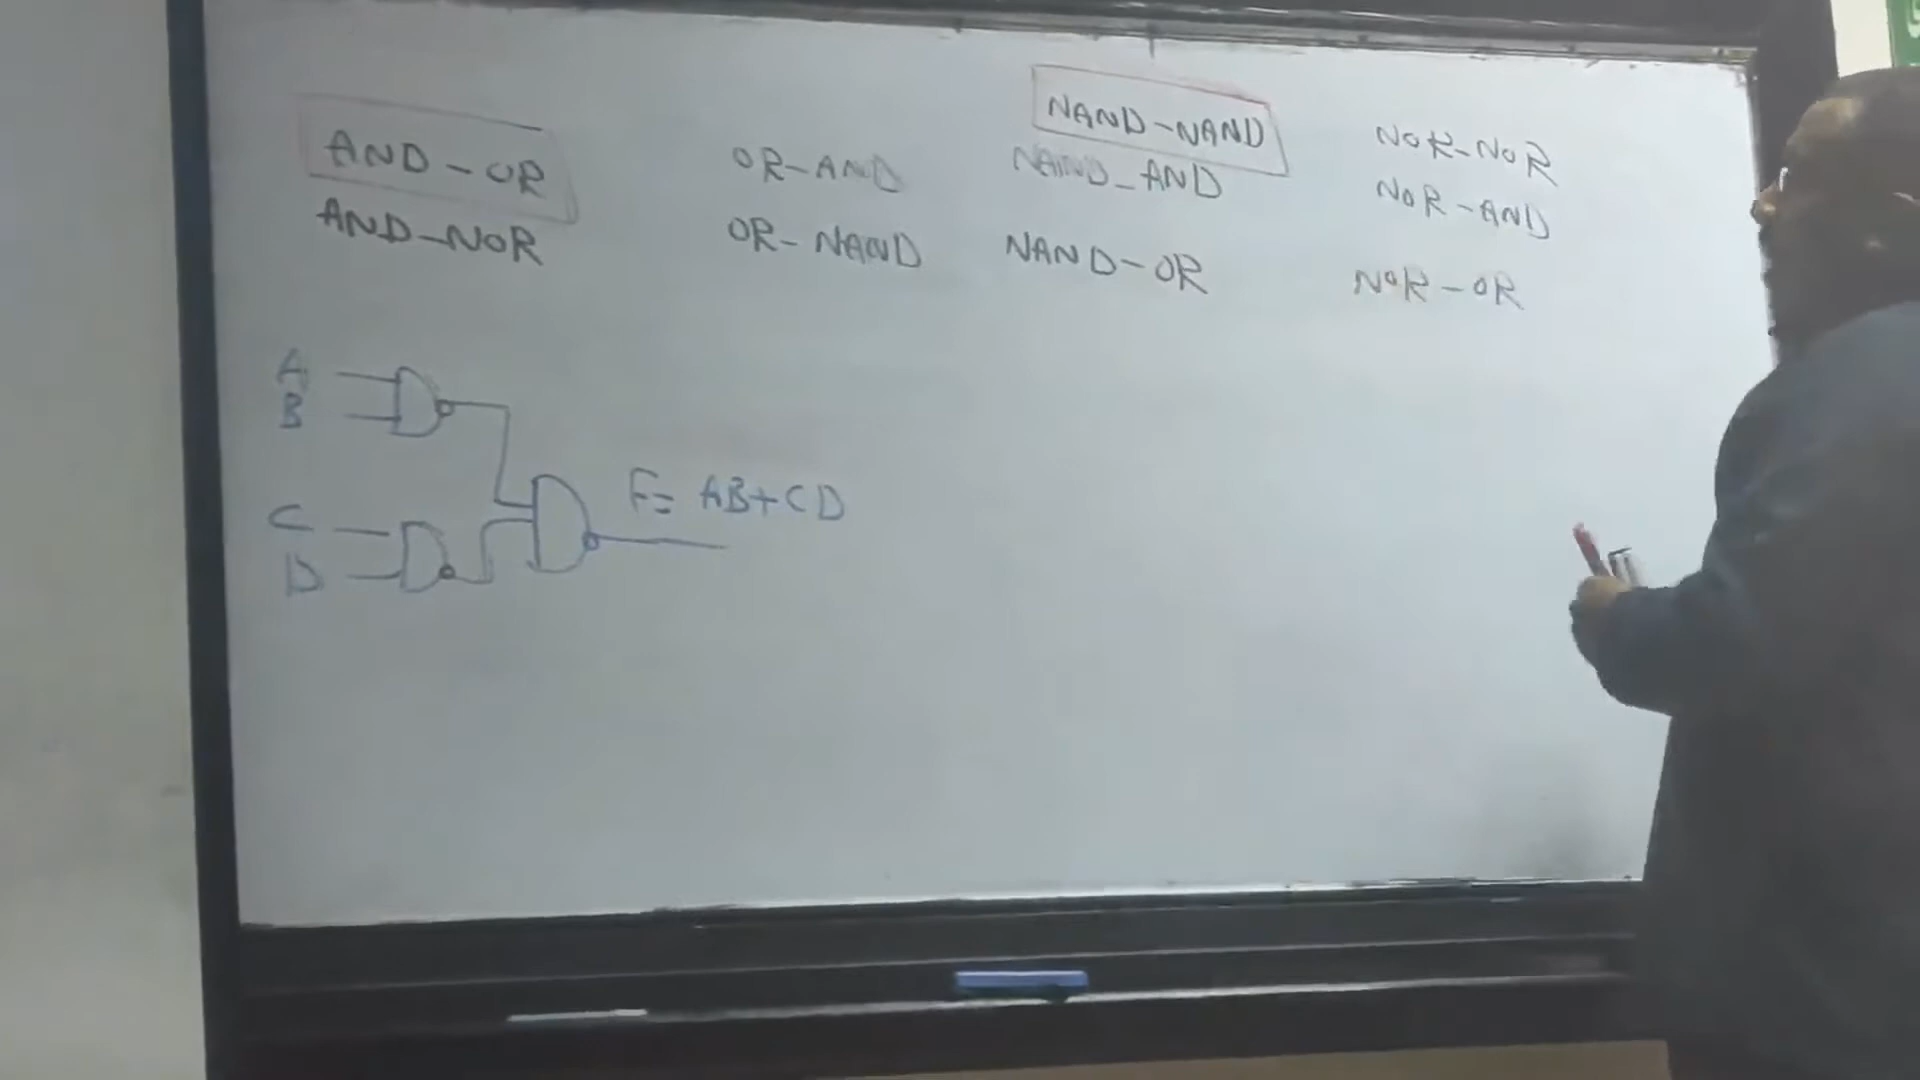 AND-OR
AND-NOR
OR-AND
OR-NAND
NAND-NAND
NAND-AND
NAND-OR
NOR-NOR
NOR-AND
NOR-OR
A
B
C
D
F= AB+CD